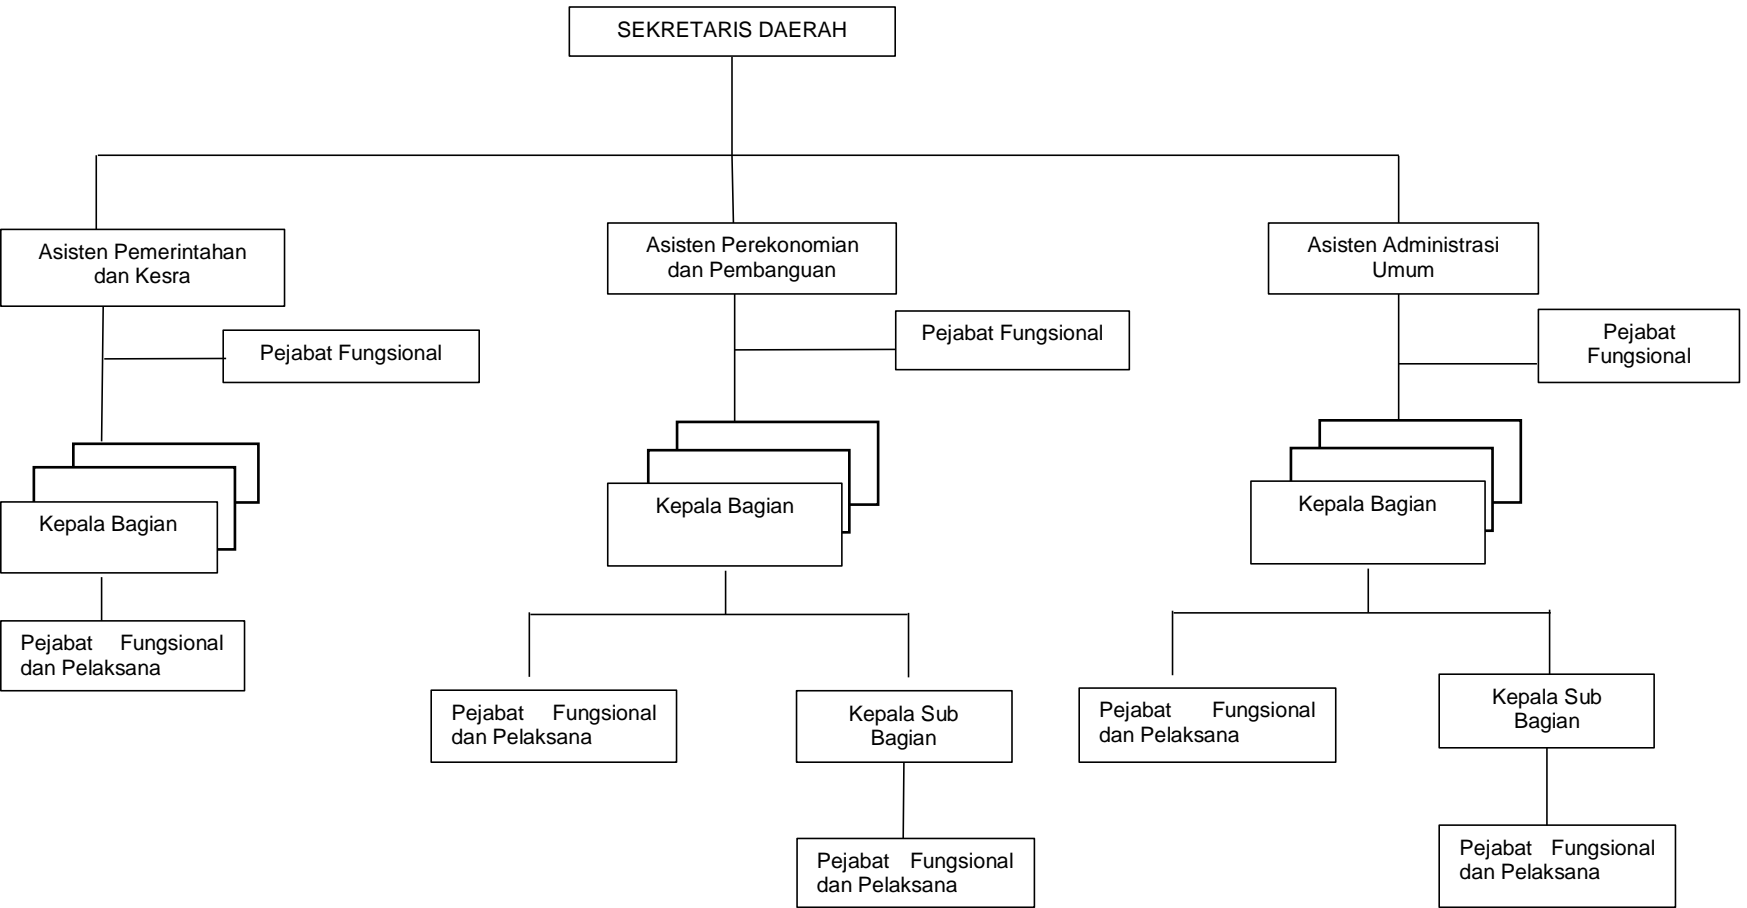 SEKRETARIS DAERAH
Asisten Pemerintahan
dan Kesra
Asisten Perekonomian
dan Pembanguan
Asisten Administrasi
Umum
Pejabat Fungsional
Pejabat Fungsional
Pejabat
Fungsional
Kepala Bagian
Kepala Bagian
Kepala Bagian
Pejabat Fungsional
dan Pelaksana
Pejabat Fungsional
dan Pelaksana
Kepala Sub
Bagian
Pejabat Fungsional
dan Pelaksana
Kepala Sub
Bagian
Pejabat Fungsional
dan Pelaksana
Pejabat Fungsional
dan Pelaksana